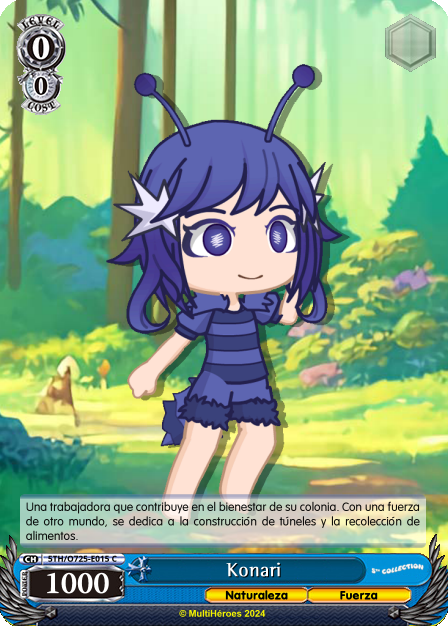 LEVEL
0
0
COST
Una trabajadora que contribuye en el bienestar de su colonia. Con una fuerza
de otro mundo, se dedica a la construcción de túneles y la recolección de
alimentos.
CH 5TH/O725-E015 C
POWER 1000 Konari 5TH COLLECTION
Naturaleza Fuerza
© MultiHéroes 2024